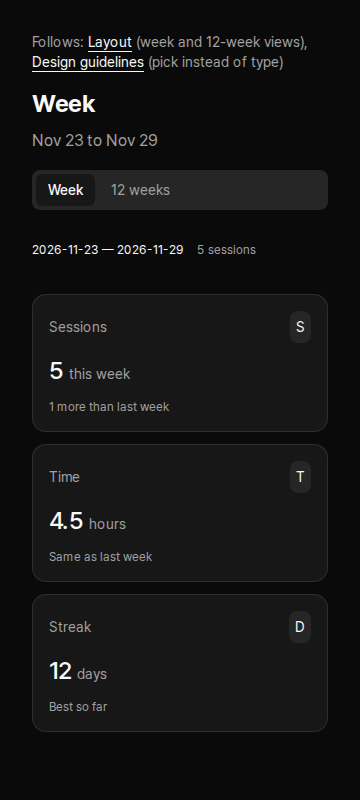 Follows: Layout (week and 12-week views),
Design guidelines (pick instead of type)
Week
Nov 23 to Nov 29
Week 12 weeks
2026-11-23 — 2026-11-29 5 sessions
Sessions S
5 this week
1 more than last week
Time T
4.5 hours
Same as last week
Streak D
12 days
Best so far